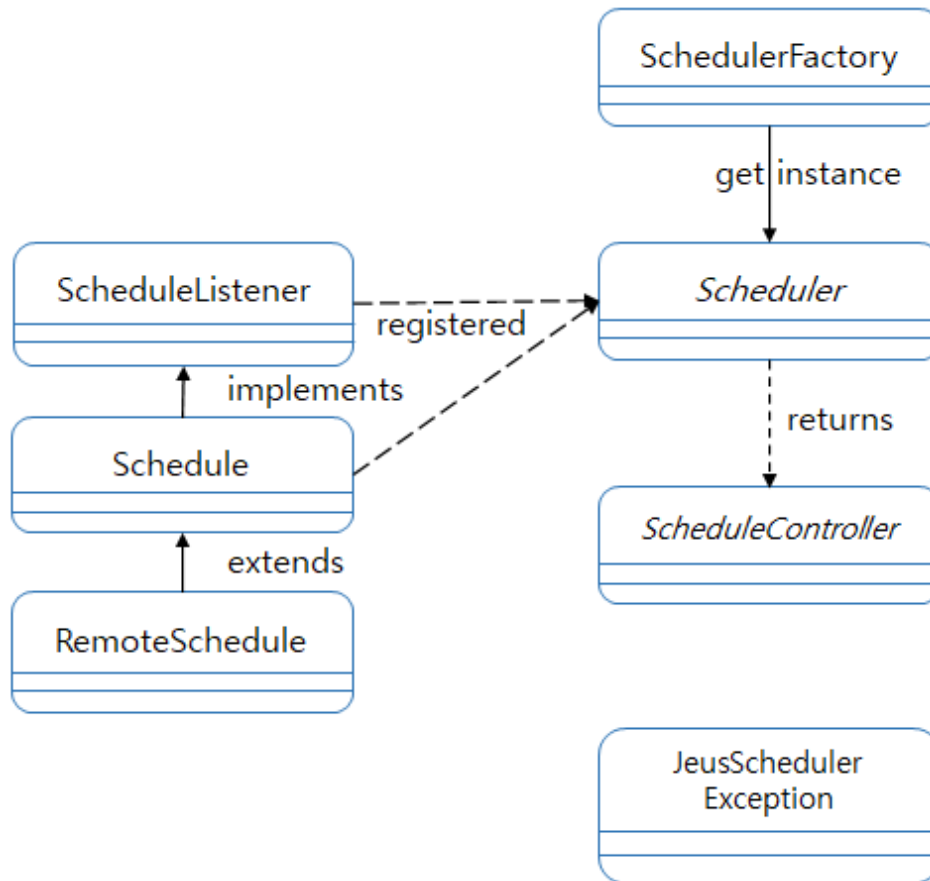 SchedulerFactory
get instance
ScheduleListener
registered
Scheduler
implements
returns
Schedule
ScheduleController
extends
RemoteSchedule
JeusScheduler
Exception